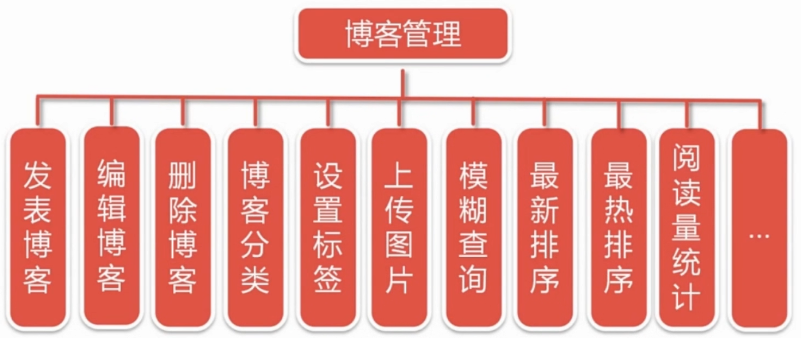 博客管理
发表博客
编辑博客
删除博客
博客分类
设置标签
上传图片
模糊查询
最新排序
最热排序
阅读量统计
...